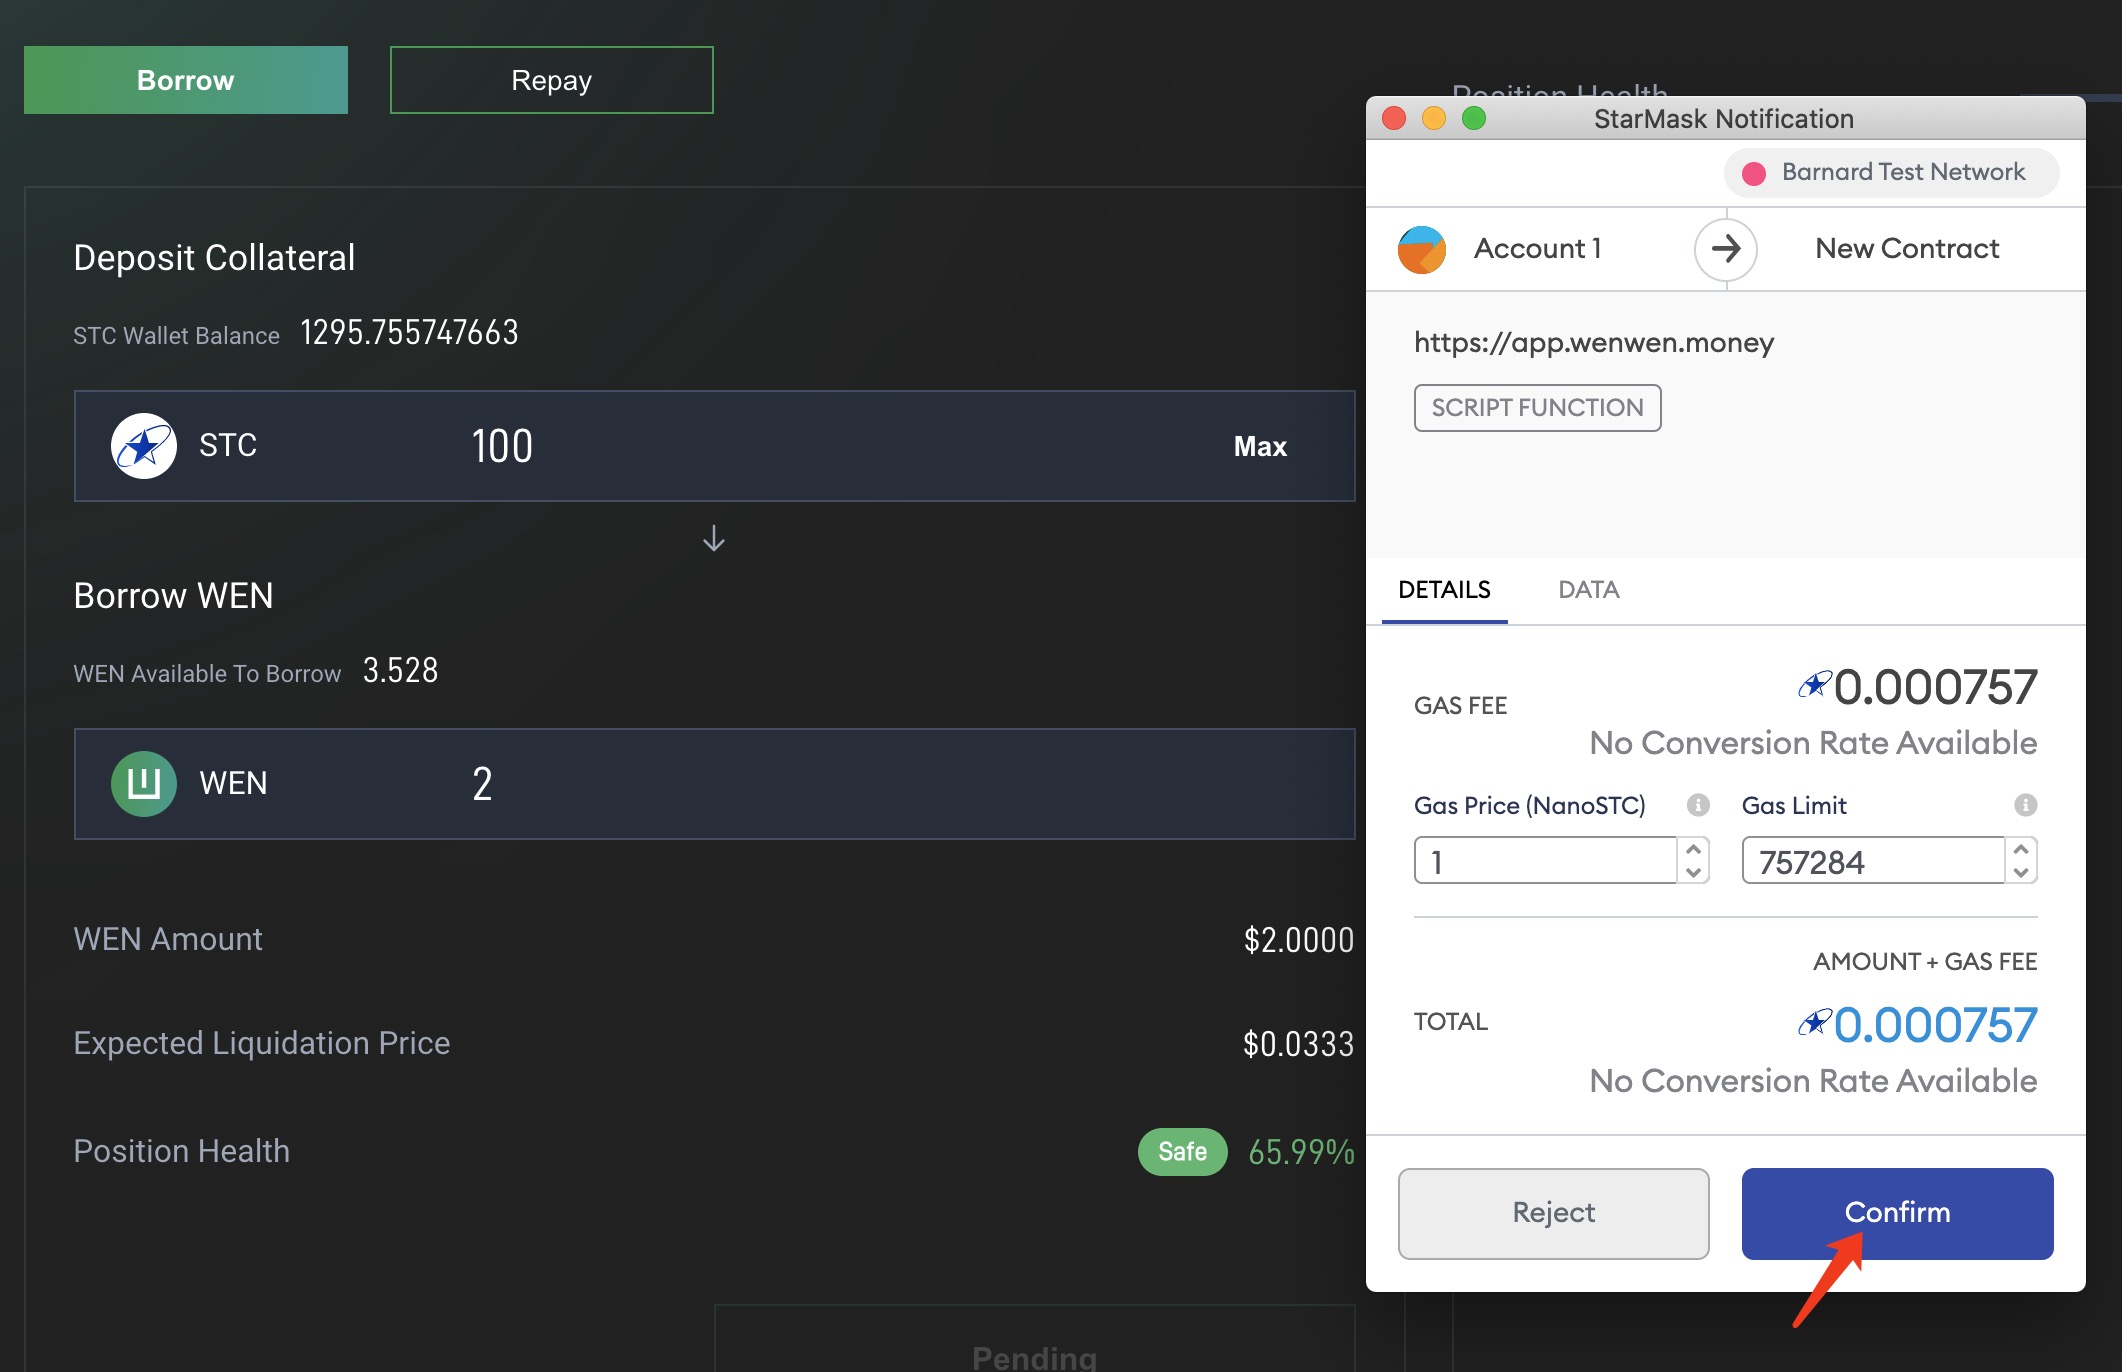 Borrow
Repay
Deposit Collateral
STC Wallet Balance 1295.755747663
STC 100 Max
Borrow WEN
WEN Available To Borrow 3.528
WEN 2
WEN Amount $2.0000
Expected Liquidation Price $0.0333
Position Health Safe 65.99%
Pending
Position Health
StarMask Notification
Barnard Test Network
Account 1
New Contract
https://app.wenwen.money
SCRIPT FUNCTION
DETAILS DATA
GAS FEE 0.000757
No Conversion Rate Available
Gas Price (NanoSTC) Gas Limit
1 757284
AMOUNT + GAS FEE
TOTAL 0.000757
No Conversion Rate Available
Reject Confirm